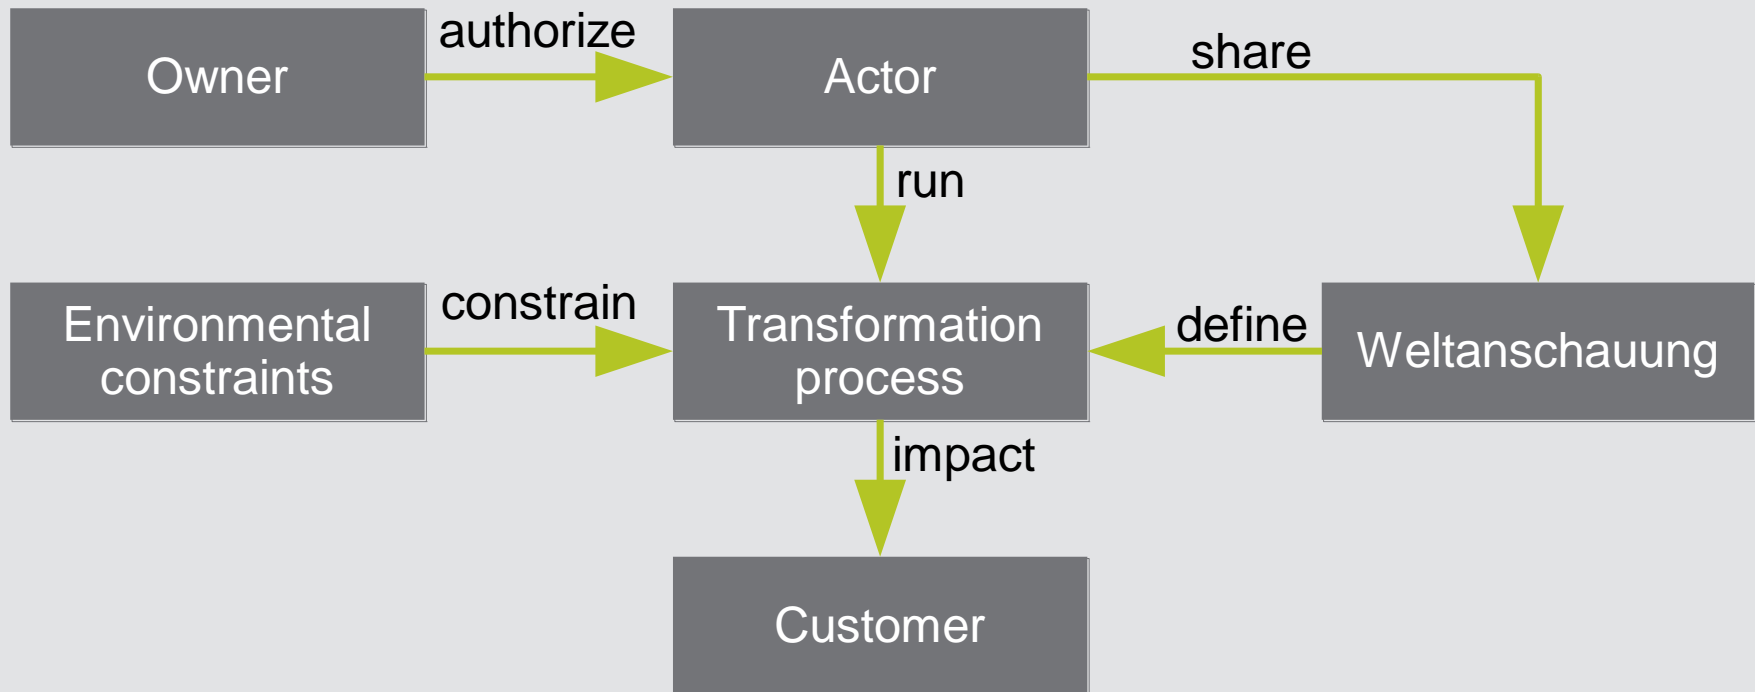 authorize
Owner
Actor
share
run
Environmental
constraints
constrain
Transformation
process
define
Weltanschauung
impact
Customer